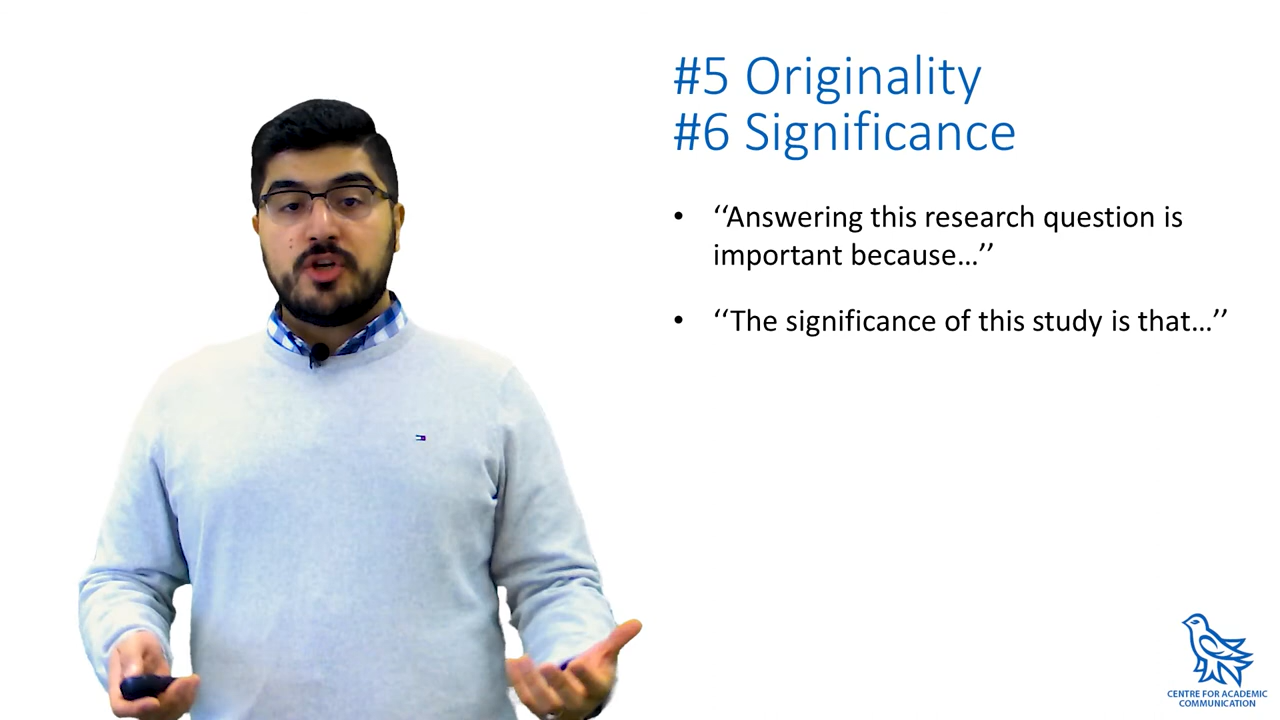 #5 Originality
#6 Significance
• ‘‘Answering this research question is
important because…’’
• ‘‘The significance of this study is that…’’
CENTRE FOR ACADEMIC
COMMUNICATION